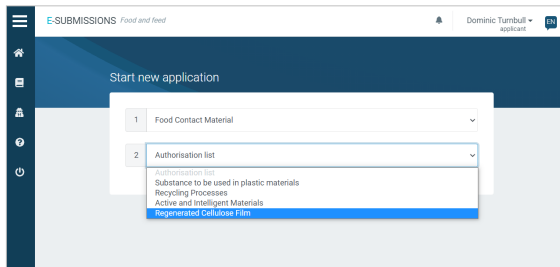 E-SUBMISSIONS Food and feed
Dominic Turnbull
EN
applicant
Start new application
1 Food Contact Material
2 Authorisation list
Authorisation list
Substance to be used in plastic materials
Recycling Processes
Active and Intelligent Materials
Regenerated Cellulose Film